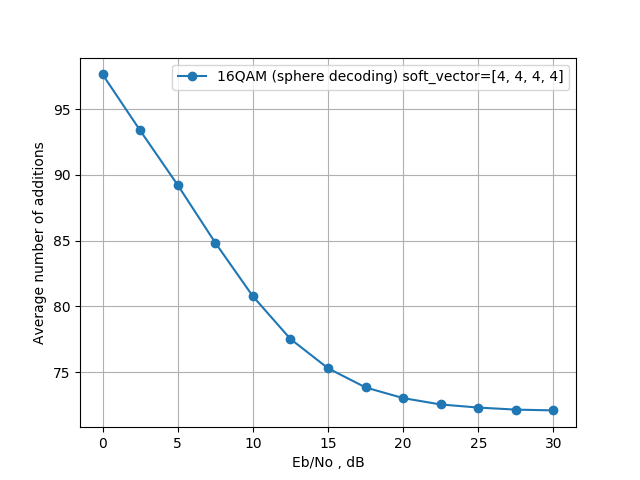 16QAM (sphere decoding) soft_vector=[4, 4, 4, 4]
Average number of additions
95
90
85
80
75
0 5 10 15 20 25 30
Eb/No , dB